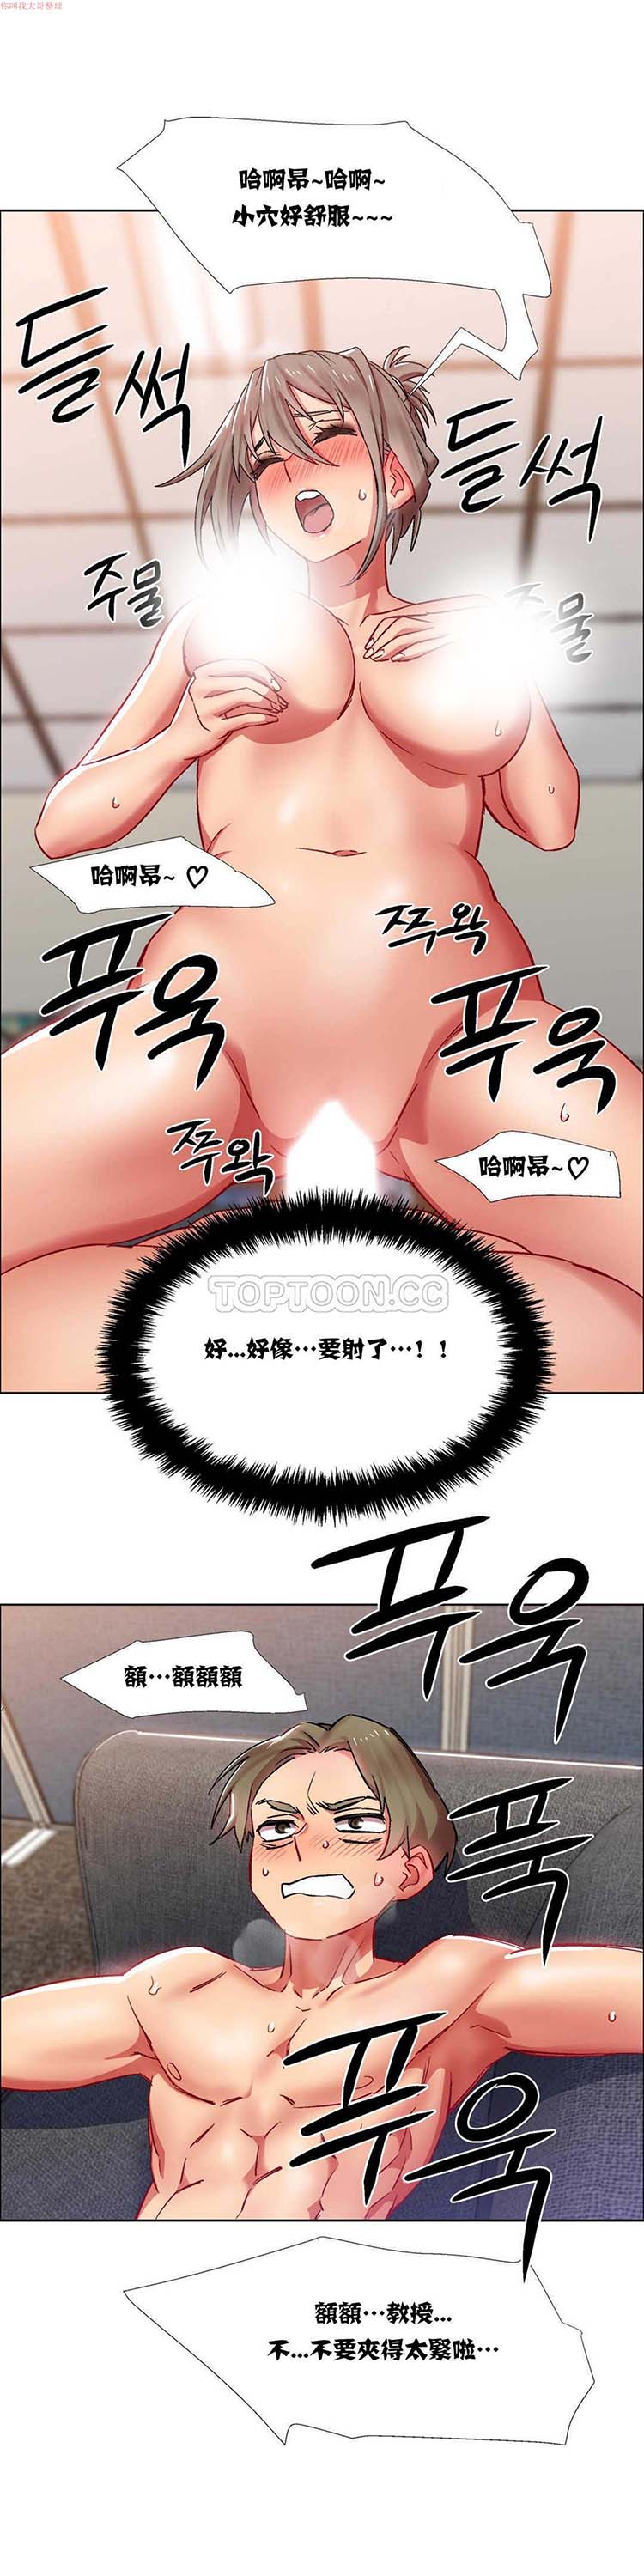 你叫我大哥整理
哈啊昂~哈啊~
小穴好舒服~~~
들썩
들썩
주물
주물
哈啊昂~ ♡
쭈왁
푸욱
푸욱
쭈왁
哈啊昂~♡
TOPTOON.CC
好...好像…要射了…！！
푸욱
額…額額額
푹
푸욱
額額…教授...
不...不要夾得太緊啦…